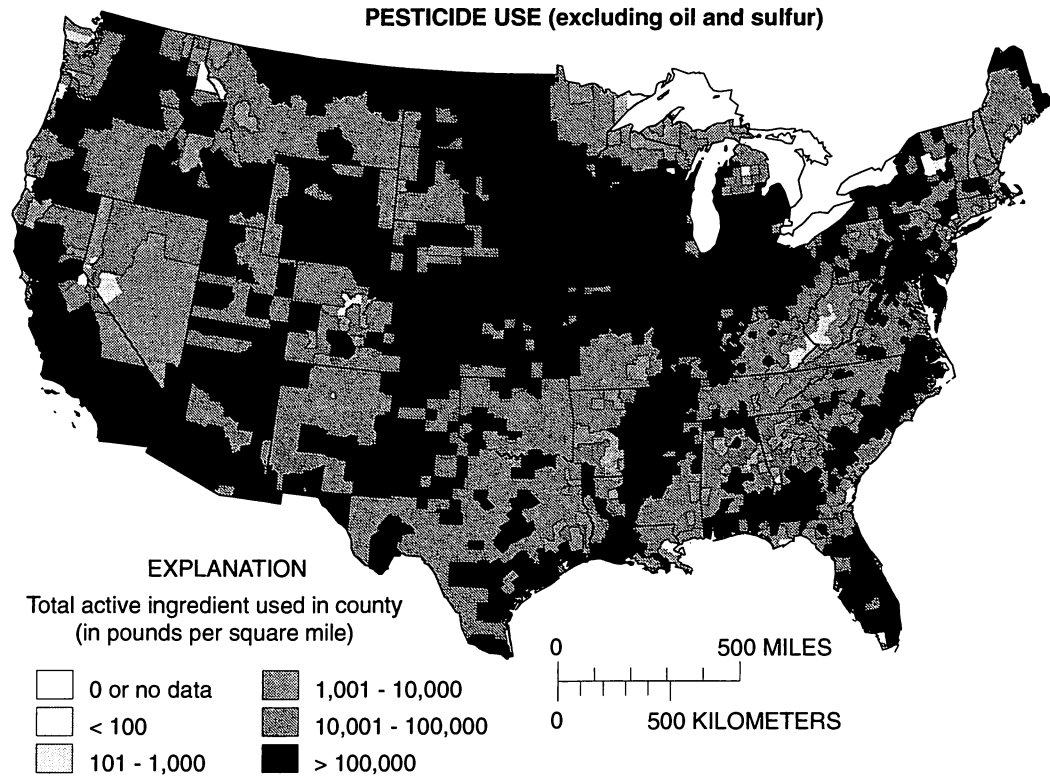 PESTICIDE USE (excluding oil and sulfur)
EXPLANATION
Total active ingredient used in county
(in pounds per square mile)
0 or no data
< 100
101 - 1,000
1,001 - 10,000
10,001 - 100,000
> 100,000
0 500 MILES
0 500 KILOMETERS